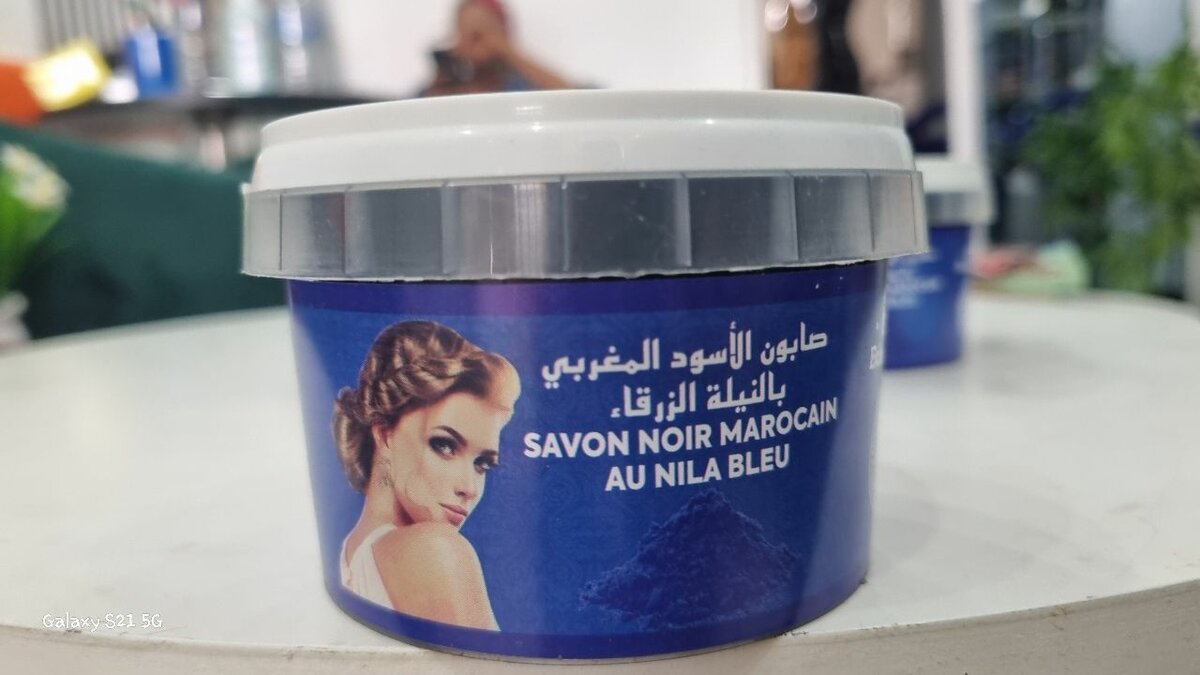 صابون الأسود المغربي
بالنيلة الزرقاء
SAVON NOIR MAROCAIN
AU NILA BLEU
Galaxy S21 5G